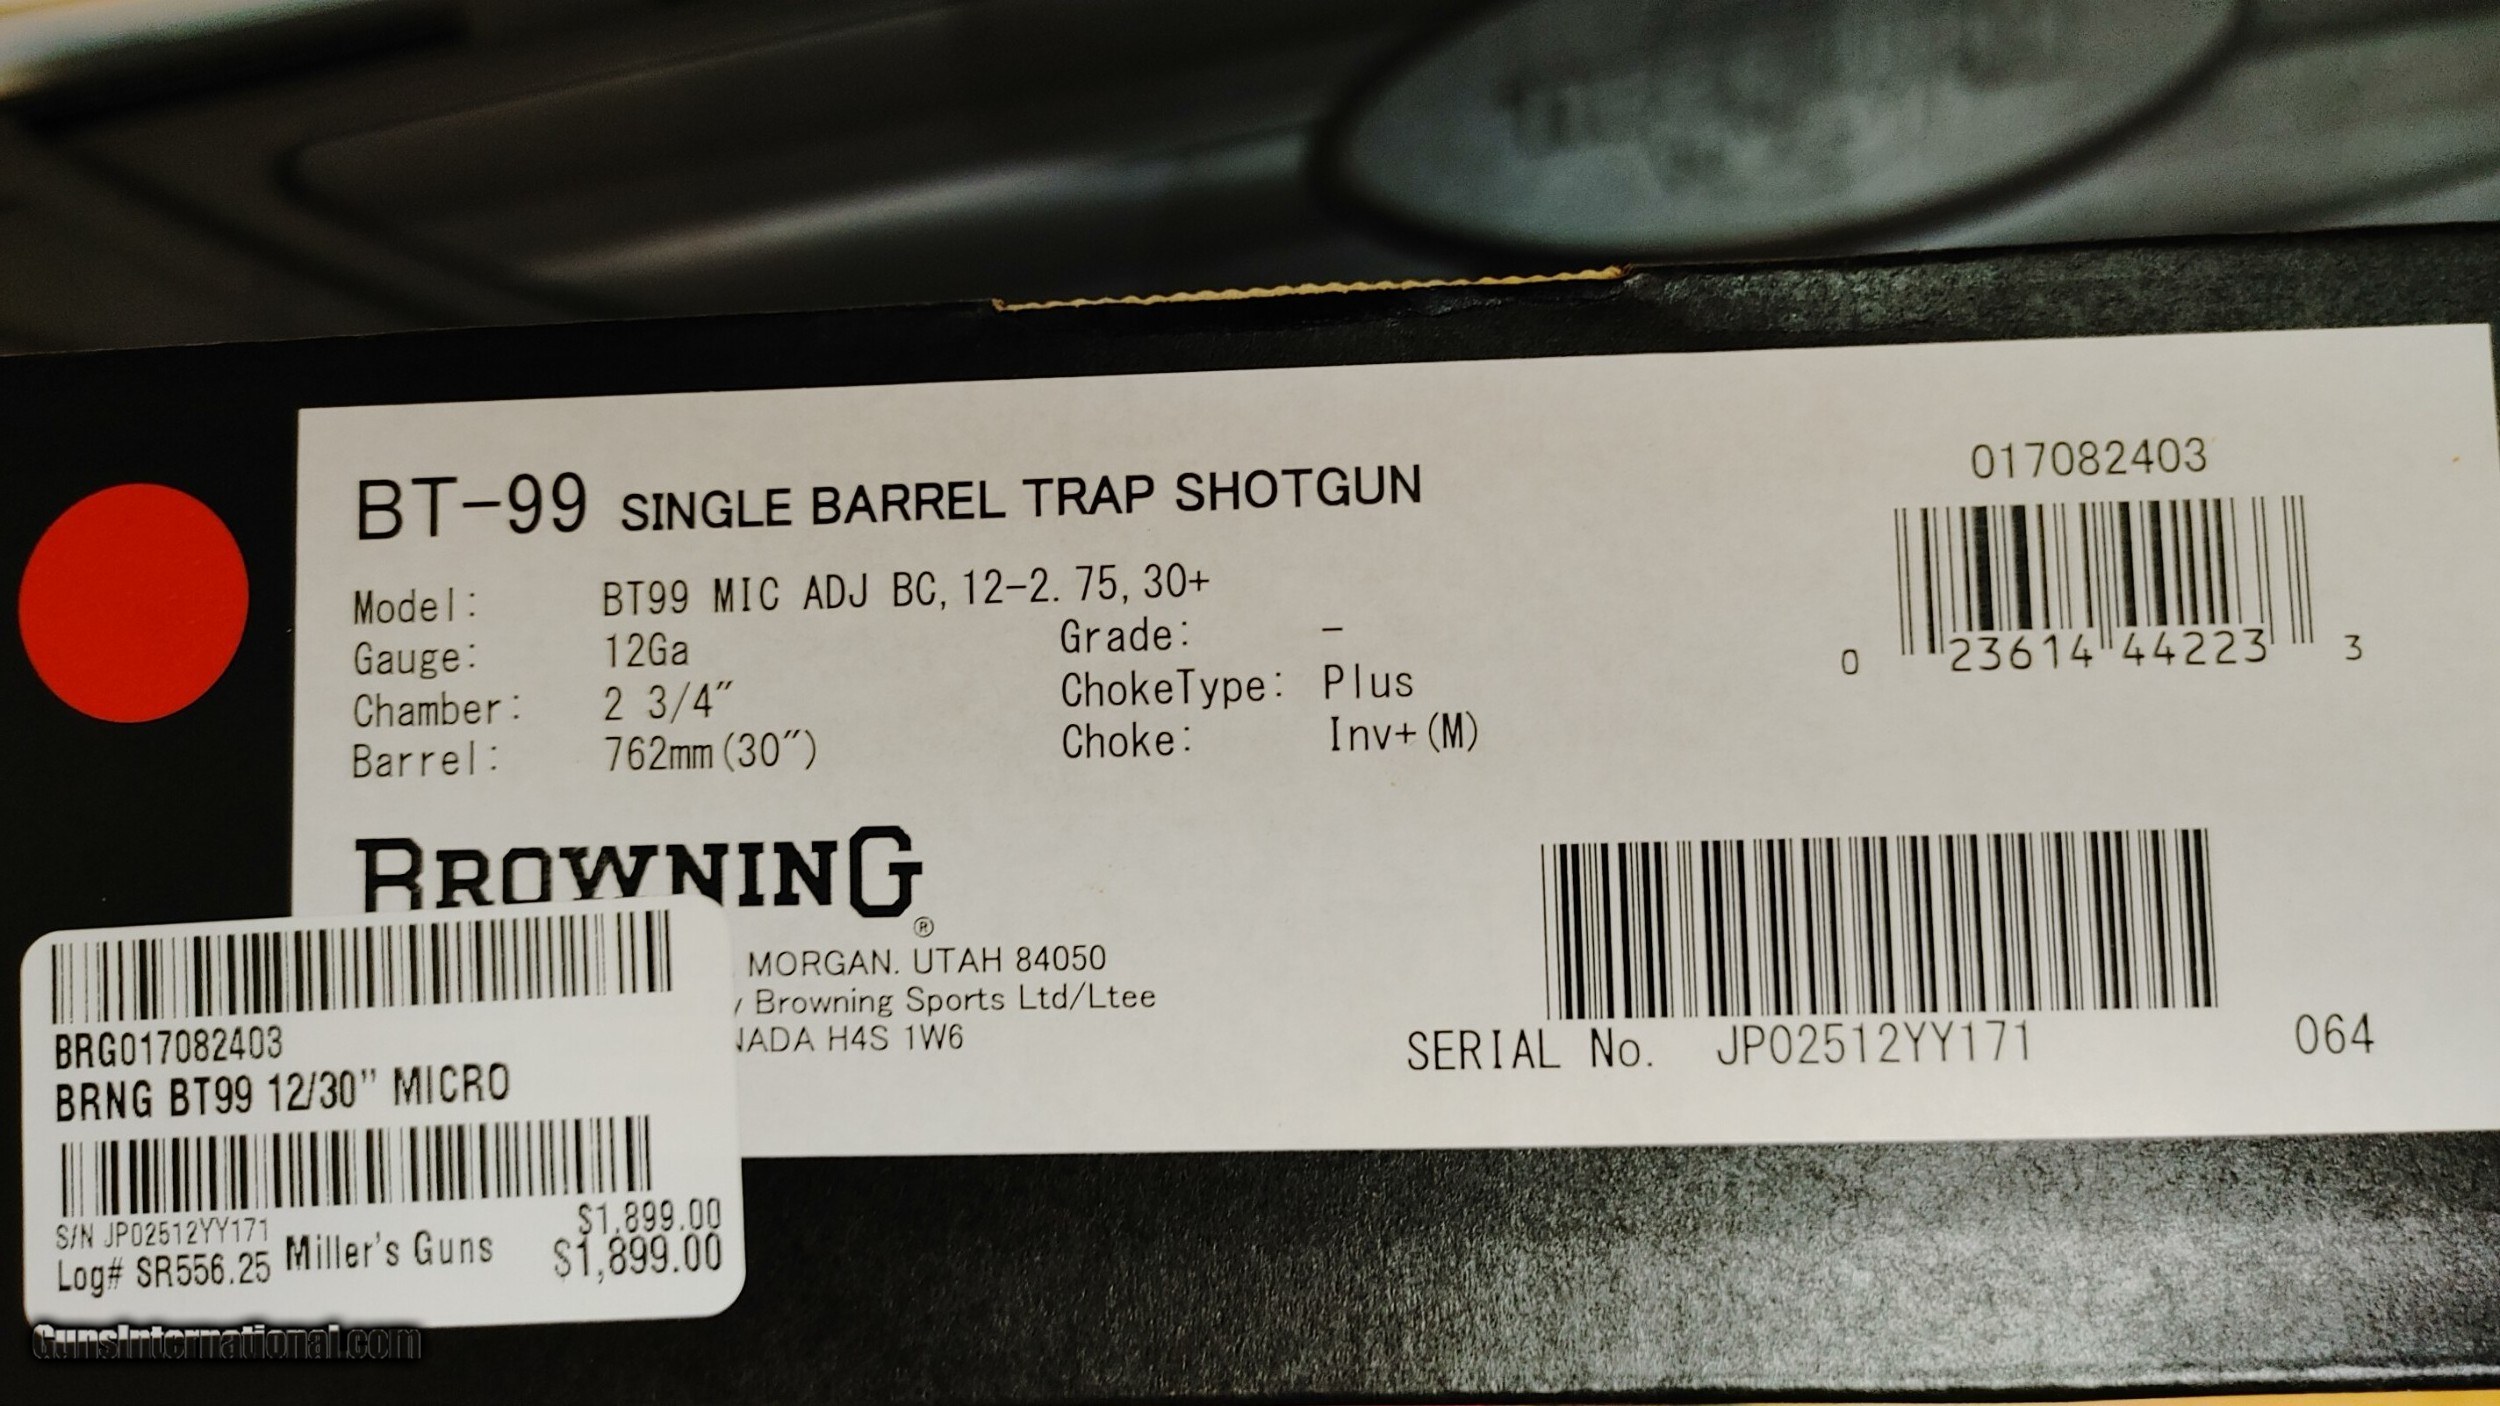 BT-99 SINGLE BARREL TRAP SHOTGUN
Model: BT99 MIC ADJ BC, 12-2. 75, 30+
Gauge: 12Ga Grade: -
Chamber: 2 3/4" ChokeType: Plus
Barrel: 762mm(30") Choke: Inv+(M)
017082403
0 23614 44223 3
BROWNING®
MORGAN. UTAH 84050
Browning Sports Ltd/Ltee
NADA H4S 1W6
SERIAL No. JP02512YY171 064
BRG017082403
BRNG BT99 12/30" MICRO
S/N JP02512YY171 $1,899.00
Log# SR556.25 Miller's Guns $1,899.00
GunsInternational.com